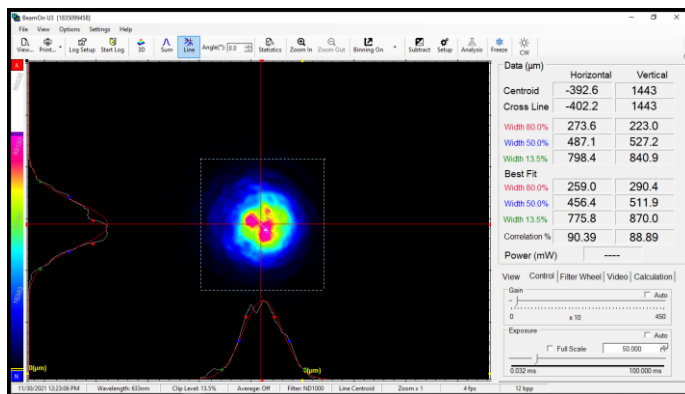 BeamOn U3 [1835099458]
File View Options Settings Help
View... Print... Log Setup Start Log 3D Sum Line Angle(°): 0.0 Statistics Zoom In Zoom Out Binning On Subtract Setup Analysis Freeze CW
Data (µm)
Horizontal Vertical
Centroid -392.6 1443
Cross Line -402.2 1443
Width 80.0% 273.6 223.0
Width 50.0% 487.1 527.2
Width 13.5% 798.4 840.9
Best Fit
Width 80.0% 259.0 290.4
Width 50.0% 456.4 511.9
Width 13.5% 775.8 870.0
Correlation % 90.39 88.89
Power (mW) ----
View Control Filter Wheel Video Calculation
Gain
Auto
0 x 10 450
Exposure
Auto
Full Scale 50.000
0.032 ms 100.000 ms
A
N
0(µm) (µm)
11/30/2021 12:23:06 PM Wavelength: 633nm Clip Level: 13.5% Average: Off Filter: ND1000 Line Centroid Zoom × 1 4 fps 12 bpp